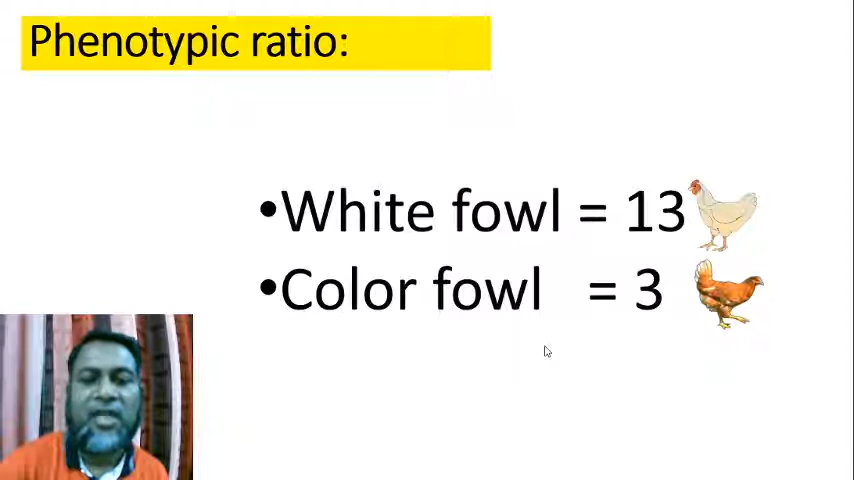 Phenotypic ratio:
•White fowl = 13
•Color fowl = 3